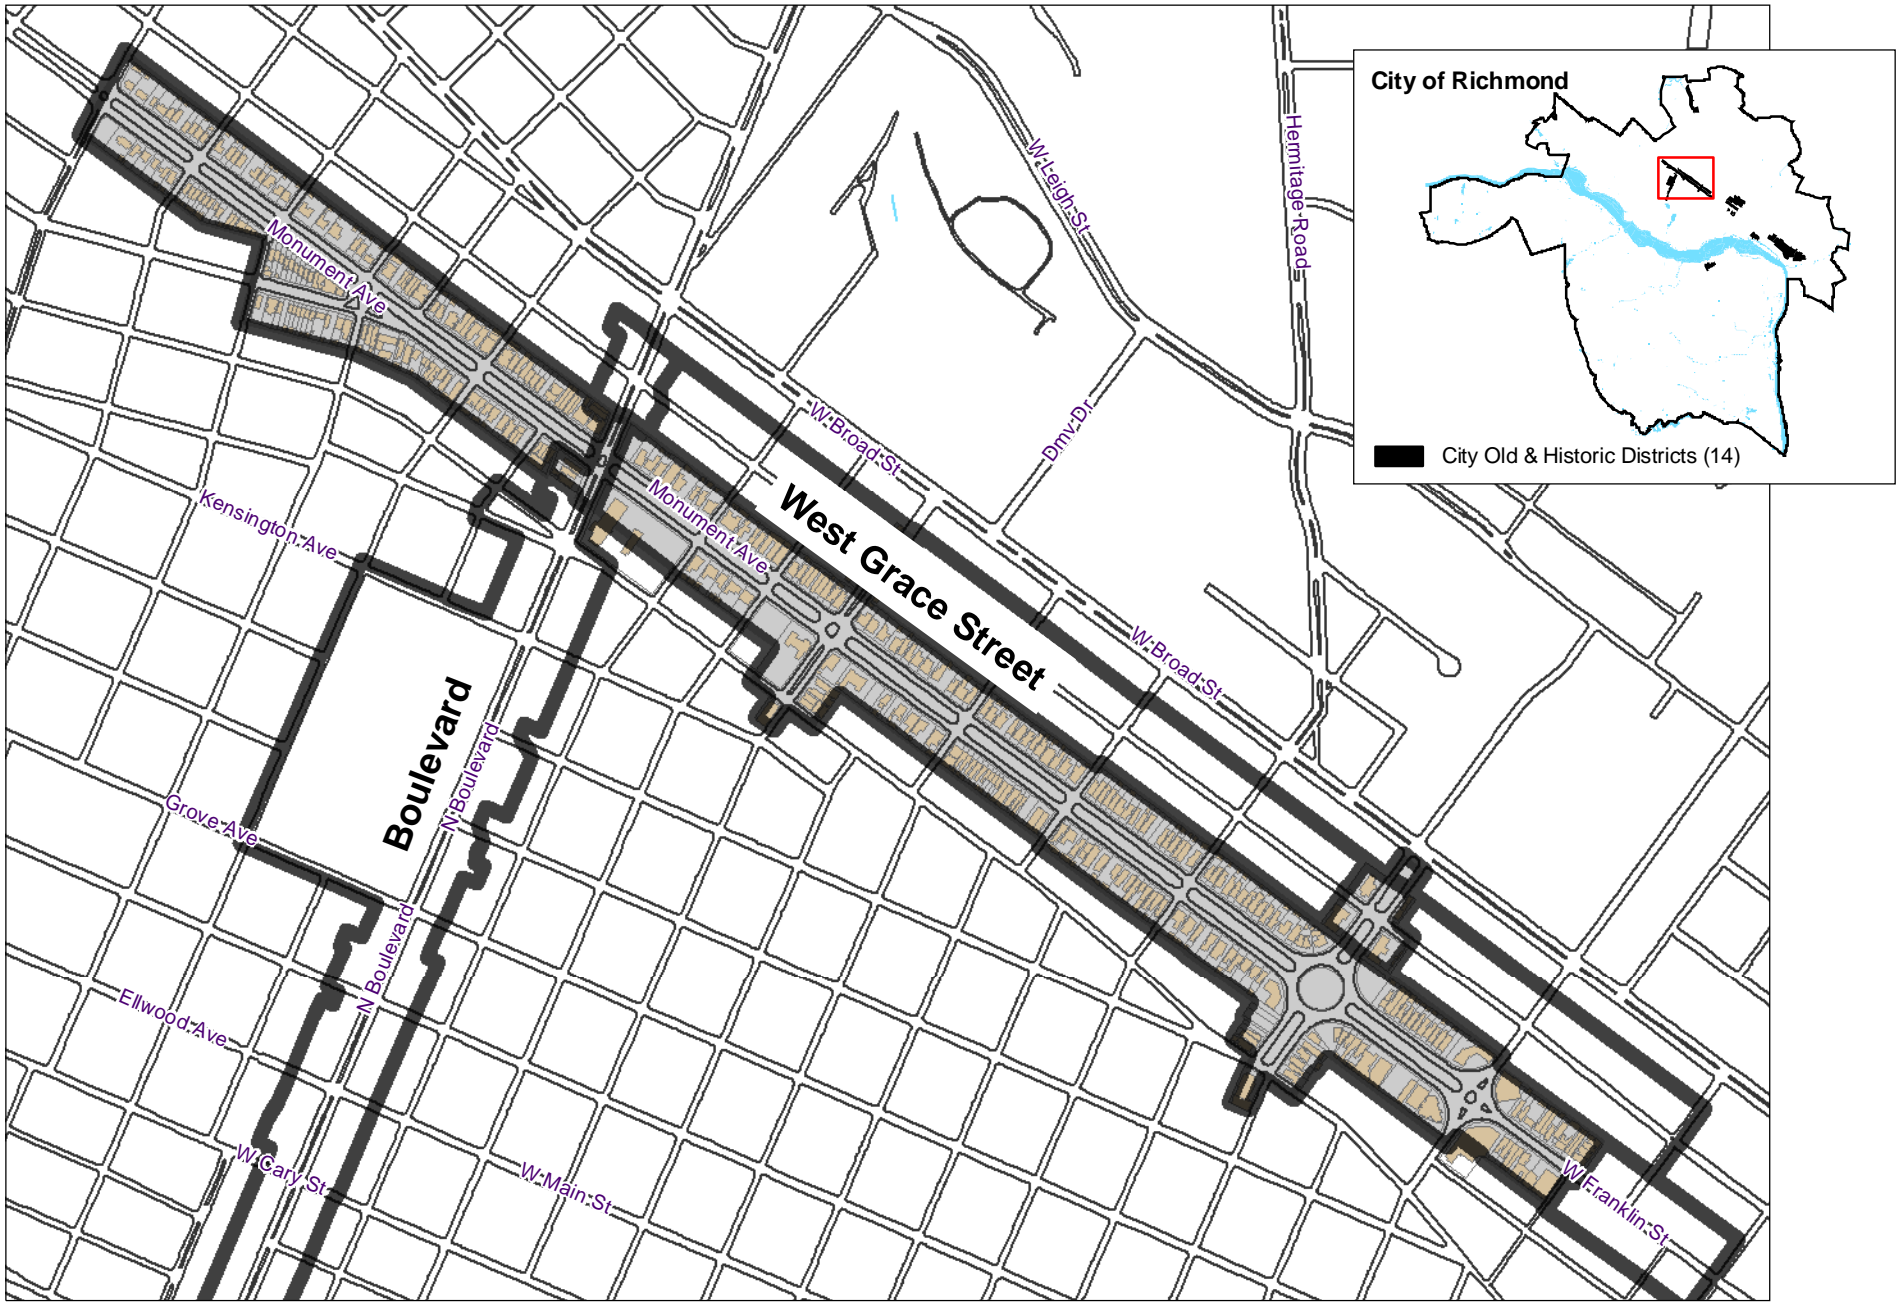 City of Richmond
City Old & Historic Districts (14)
W Leigh St
Hermitage Road
Monument Ave
W Broad St
Dmv Dr
Monument Ave
West Grace Street
Kensington Ave
W Broad St
Boulevard
N Boulevard
Grove Ave
N Boulevard
Ellwood Ave
W Cary St
W Main St
W Franklin St